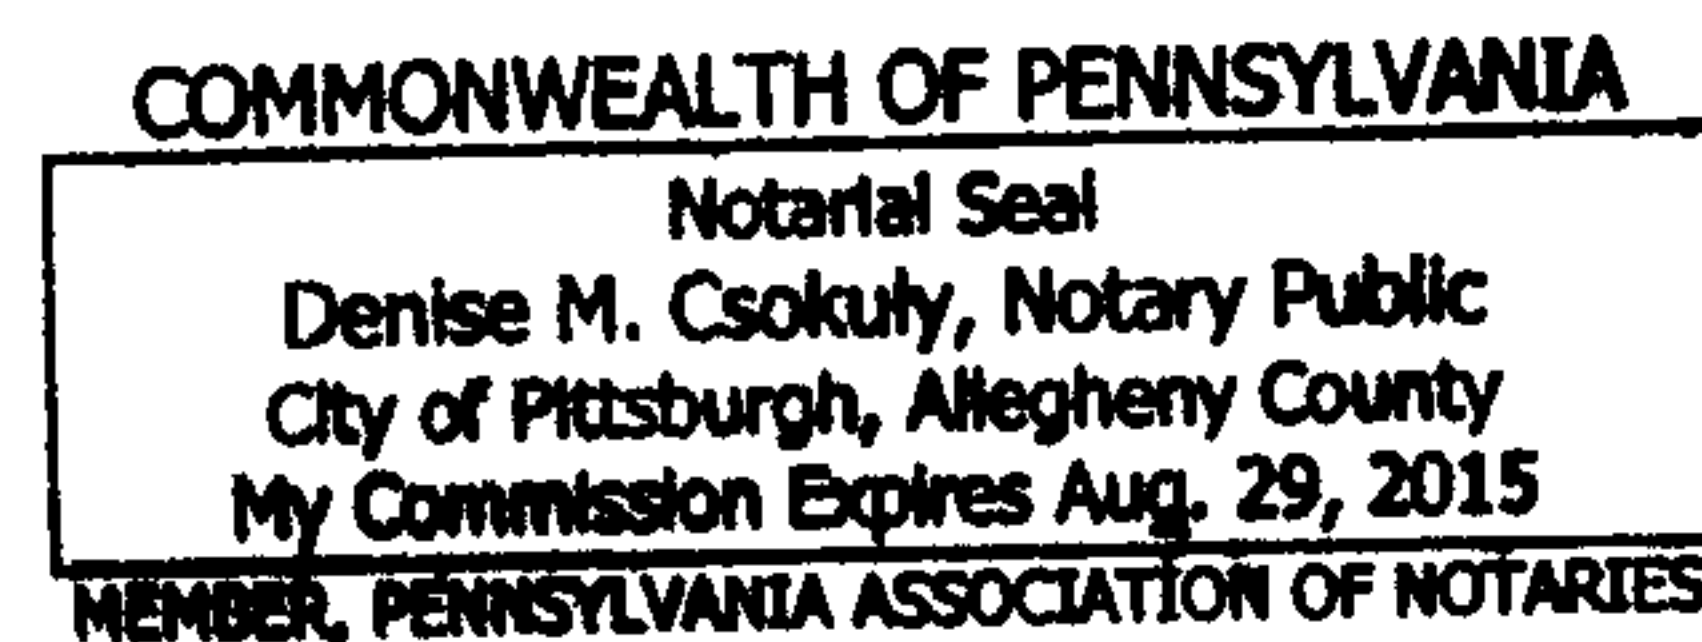 COMMONWEALTH OF PENNSYLVANIA
Notarial Seal
Denise M. Csokuly, Notary Public
City of Pittsburgh, Allegheny County
My Commission Expires Aug. 29, 2015
MEMBER, PENNSYLVANIA ASSOCIATION OF NOTARIES